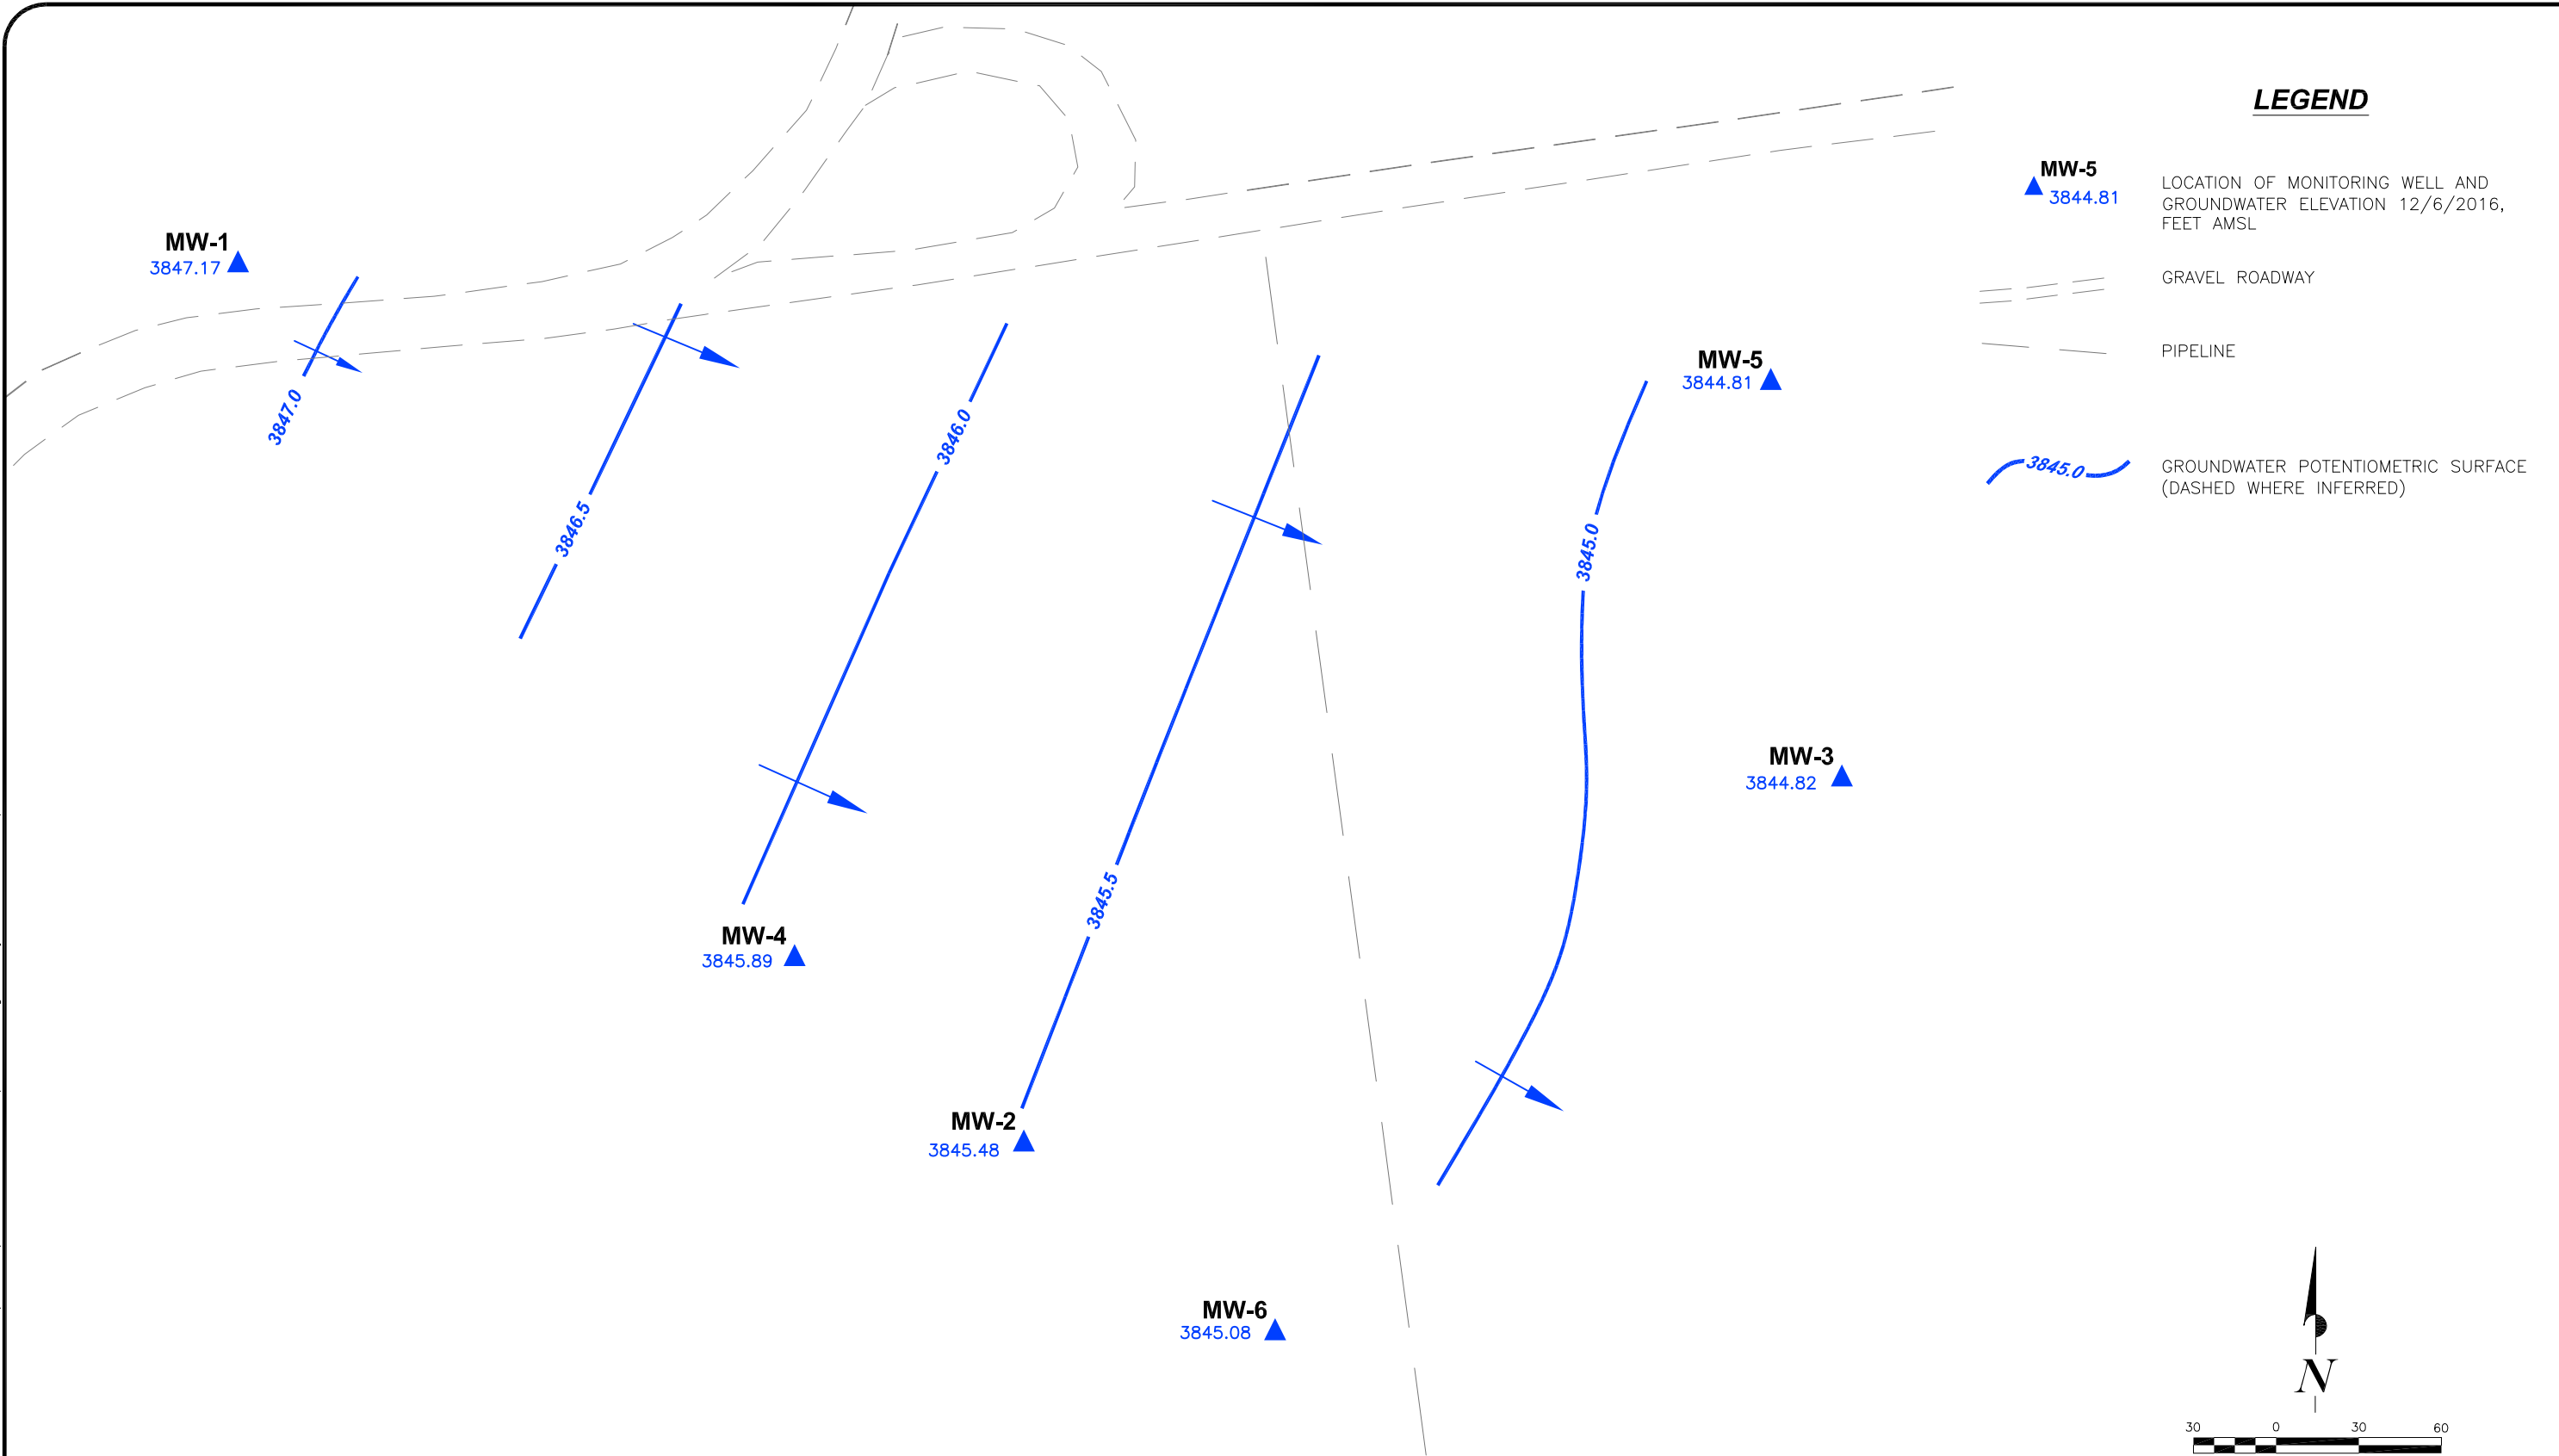 LEGEND
MW-5
3844.81
LOCATION OF MONITORING WELL AND
GROUNDWATER ELEVATION 12/6/2016,
FEET AMSL
GRAVEL ROADWAY
PIPELINE
3845.0
GROUNDWATER POTENTIOMETRIC SURFACE
(DASHED WHERE INFERRED)
MW-1
3847.17
3847.0
3846.5
3846.0
3845.5
3845.0
MW-5
3844.81
MW-3
3844.82
MW-4
3845.89
MW-2
3845.48
MW-6
3845.08
N
30 0 30 60